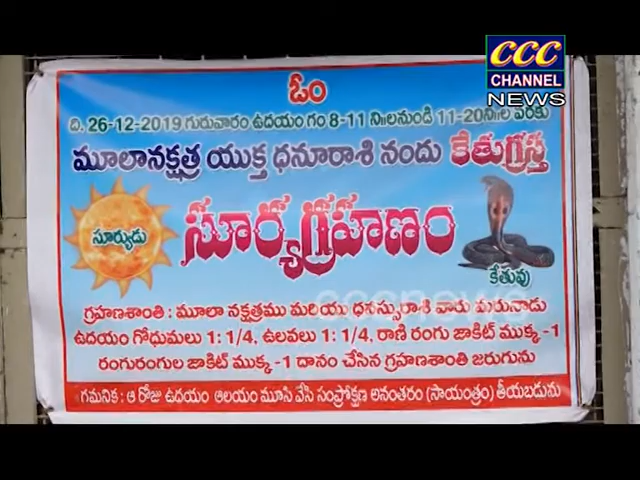 CCC
CHANNEL
NEWS
ఓం
ది. 26-12-2019 గురువారం ఉదయం గం 8-11 ని॥లనుండి 11-20ని॥ల వరకు
మూలానక్షత్ర యుక్త ధనూరాశి నందు కేతుగ్రస్త
సూర్యగ్రహణం
సూర్యుడు
కేతువు
గ్రహణశాంతి : మూలా నక్షత్రము మరియు ధనస్సురాశి వారు మరునాడు
ఉదయం గోధుమలు 1: 1/4, ఉలవలు 1: 1/4, రాణి రంగు జాకిట్ ముక్క -1
రంగురంగుల జాకిట్ ముక్క -1 దానం చేసిన గ్రహణశాంతి జరుగును
గమనిక : ఆ రోజు ఉదయం ఆలయం మూసి వేసి సంప్రోక్షణ అనంతరం (సాయంత్రం) తీయబడును
cccnews